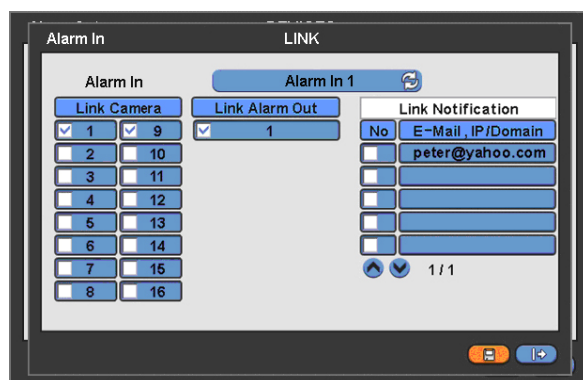 Alarm In LINK
Alarm In Alarm In 1
Link Camera Link Alarm Out Link Notification
1 9 1 No E-Mail, IP/Domain
2 10 peter@yahoo.com
3 11
4 12
5 13
6 14
7 15 1/1
8 16